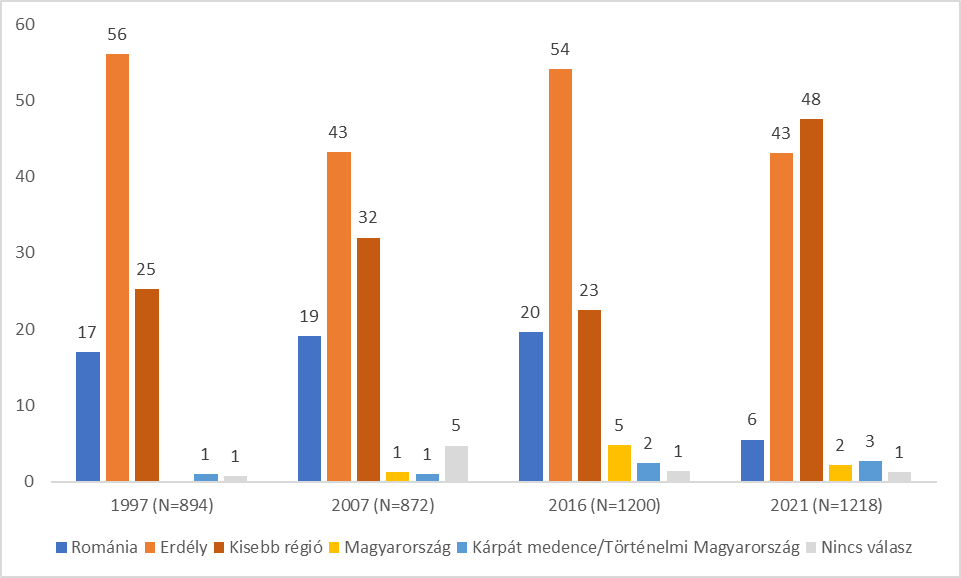 60
50
40
30
20
10
0
17 56 25 1 1
19 43 32 1 1 5
20 54 23 5 2 1
6 43 48 2 3 1
1997 (N=894) 2007 (N=872) 2016 (N=1200) 2021 (N=1218)
Románia Erdély Kisebb régió Magyarország Kárpát medence/Történelmi Magyarország Nincs válasz